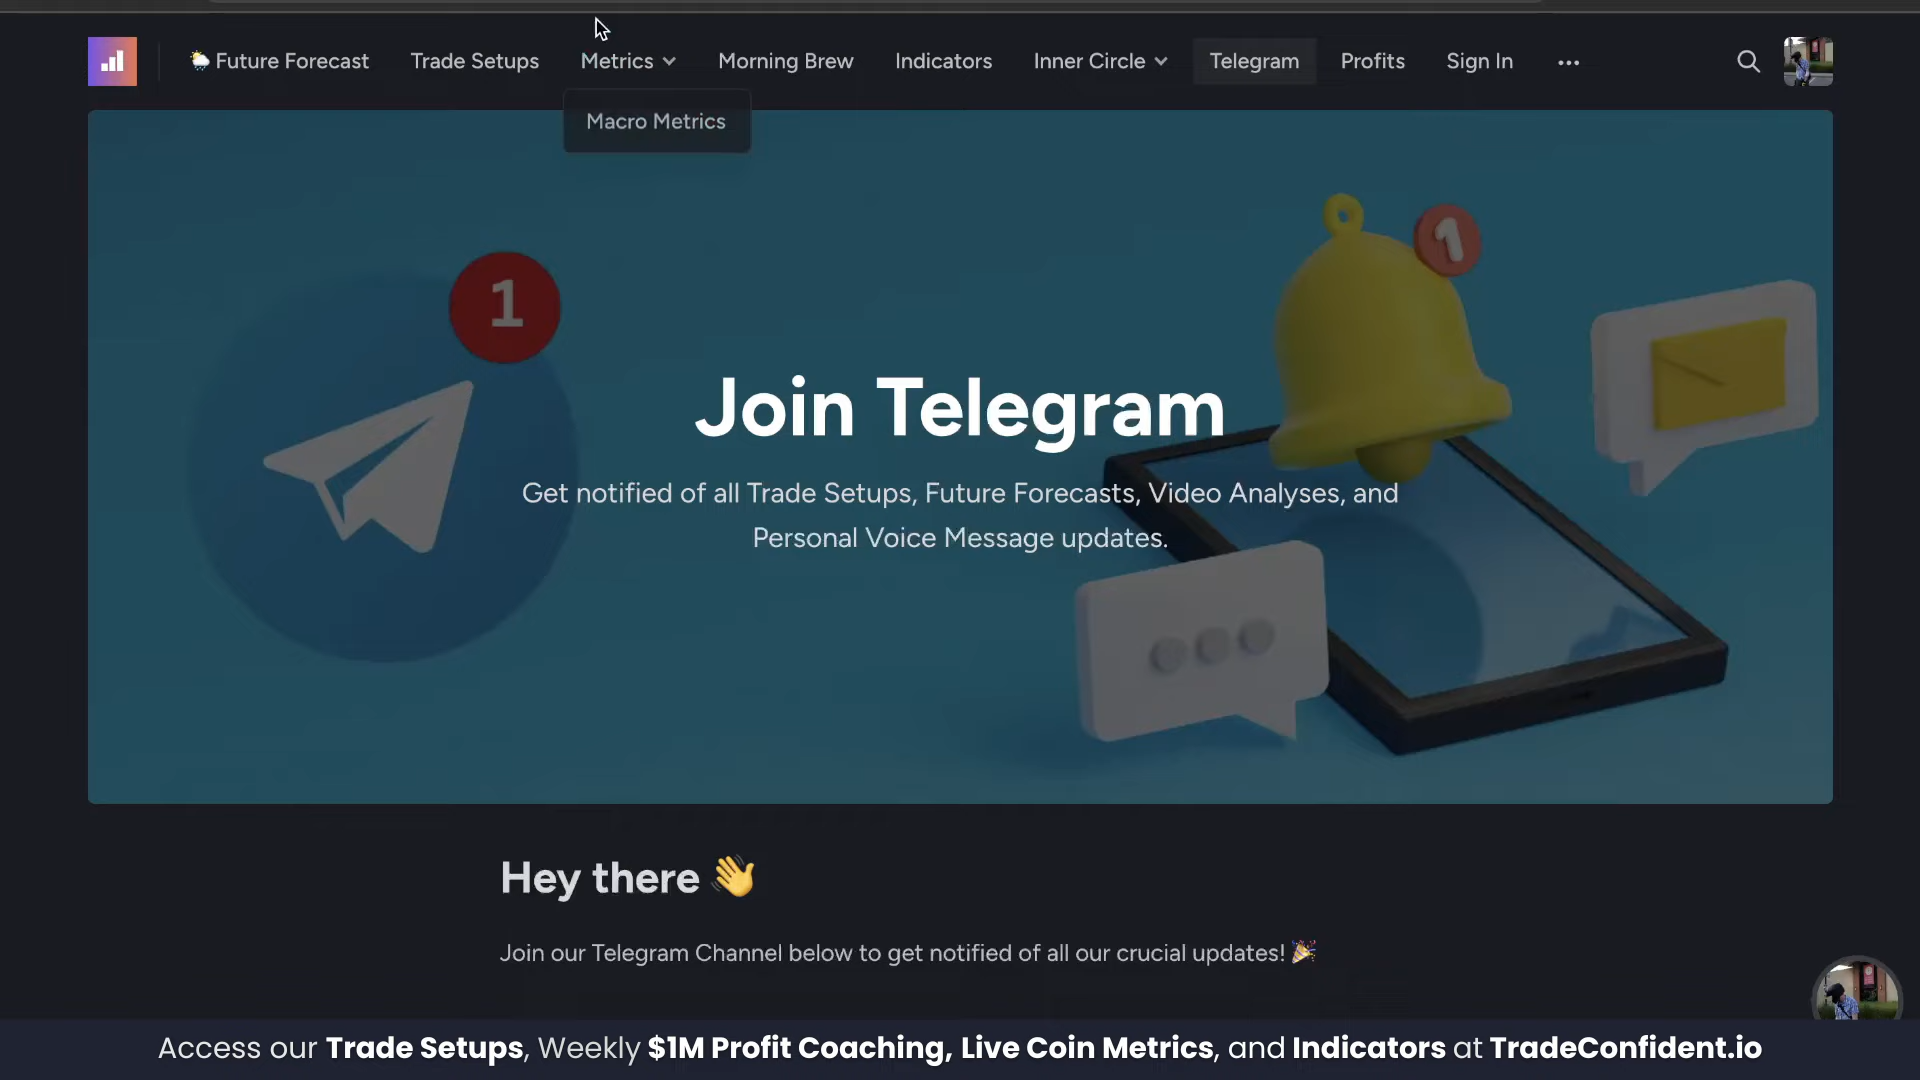 🌦 Future Forecast
Trade Setups
Metrics
Morning Brew
Indicators
Inner Circle
Telegram
Profits
Sign In
Macro Metrics
1
1
Join Telegram
Get notified of all Trade Setups, Future Forecasts, Video Analyses, and
Personal Voice Message updates.
Hey there 👋
Join our Telegram Channel below to get notified of all our crucial updates! 🎉
Access our Trade Setups, Weekly $1M Profit Coaching, Live Coin Metrics, and Indicators at TradeConfident.io